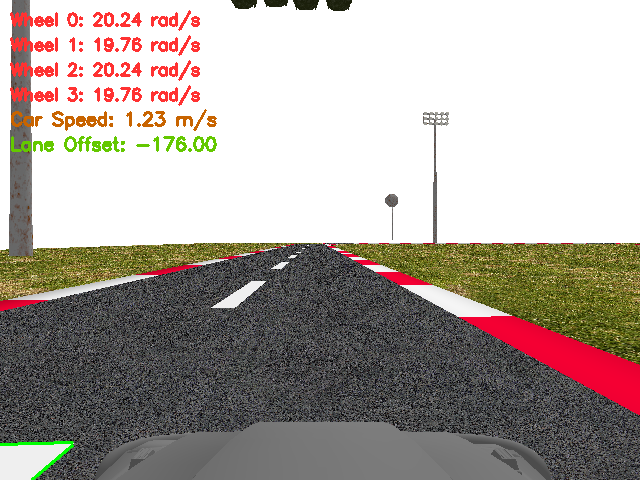 Wheel 0: 20.24 rad/s
Wheel 1: 19.76 rad/s
Wheel 2: 20.24 rad/s
Wheel 3: 19.76 rad/s
Car Speed: 1.23 m/s
Lane Offset: -176.00